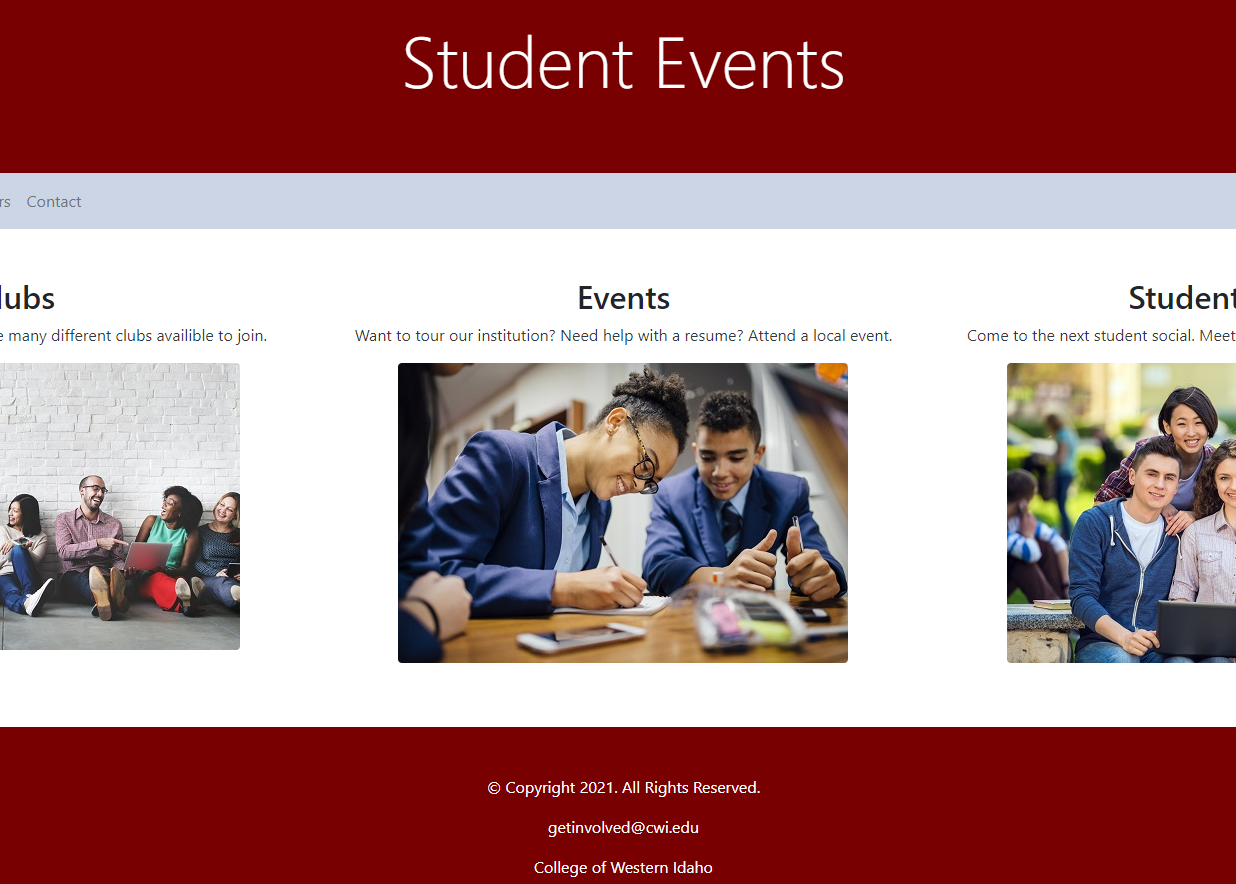 Student Events
rs Contact
lubs
e many different clubs availible to join.
Events
Want to tour our institution? Need help with a resume? Attend a local event.
Student
Come to the next student social. Meet
© Copyright 2021. All Rights Reserved.
getinvolved@cwi.edu
College of Western Idaho